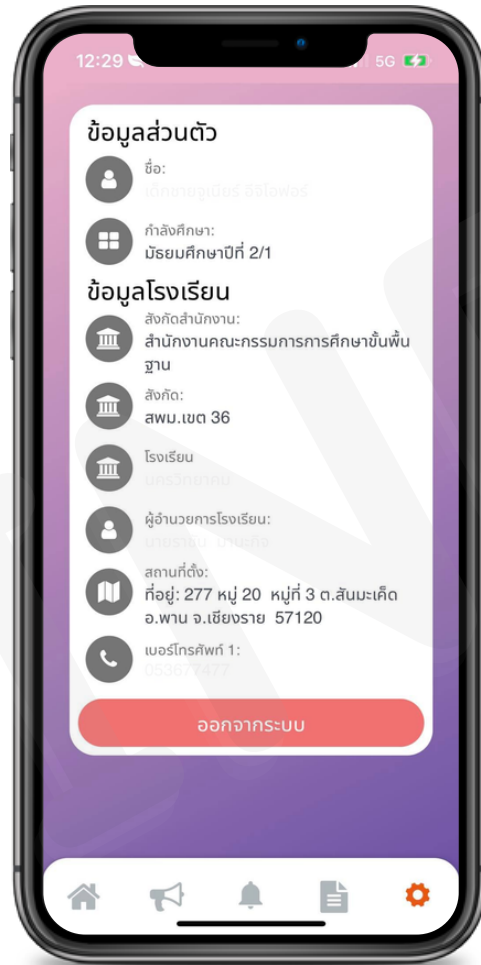 12:29
5G
ข้อมูลส่วนตัว
ชื่อ:
กำลังศึกษา:
มัธยมศึกษาปีที่ 2/1
ข้อมูลโรงเรียน
สังกัดสำนักงาน:
สำนักงานคณะกรรมการการศึกษาขั้นพื้น
ฐาน
สังกัด:
สพม.เขต 36
โรงเรียน
ผู้อำนวยการโรงเรียน:
สถานที่ตั้ง:
ที่อยู่: 277 หมู่ 20 หมู่ที่ 3 ต.สันมะเค็ด
อ.พาน จ.เชียงราย 57120
เบอร์โทรศัพท์ 1:
053677477
ออกจากระบบ